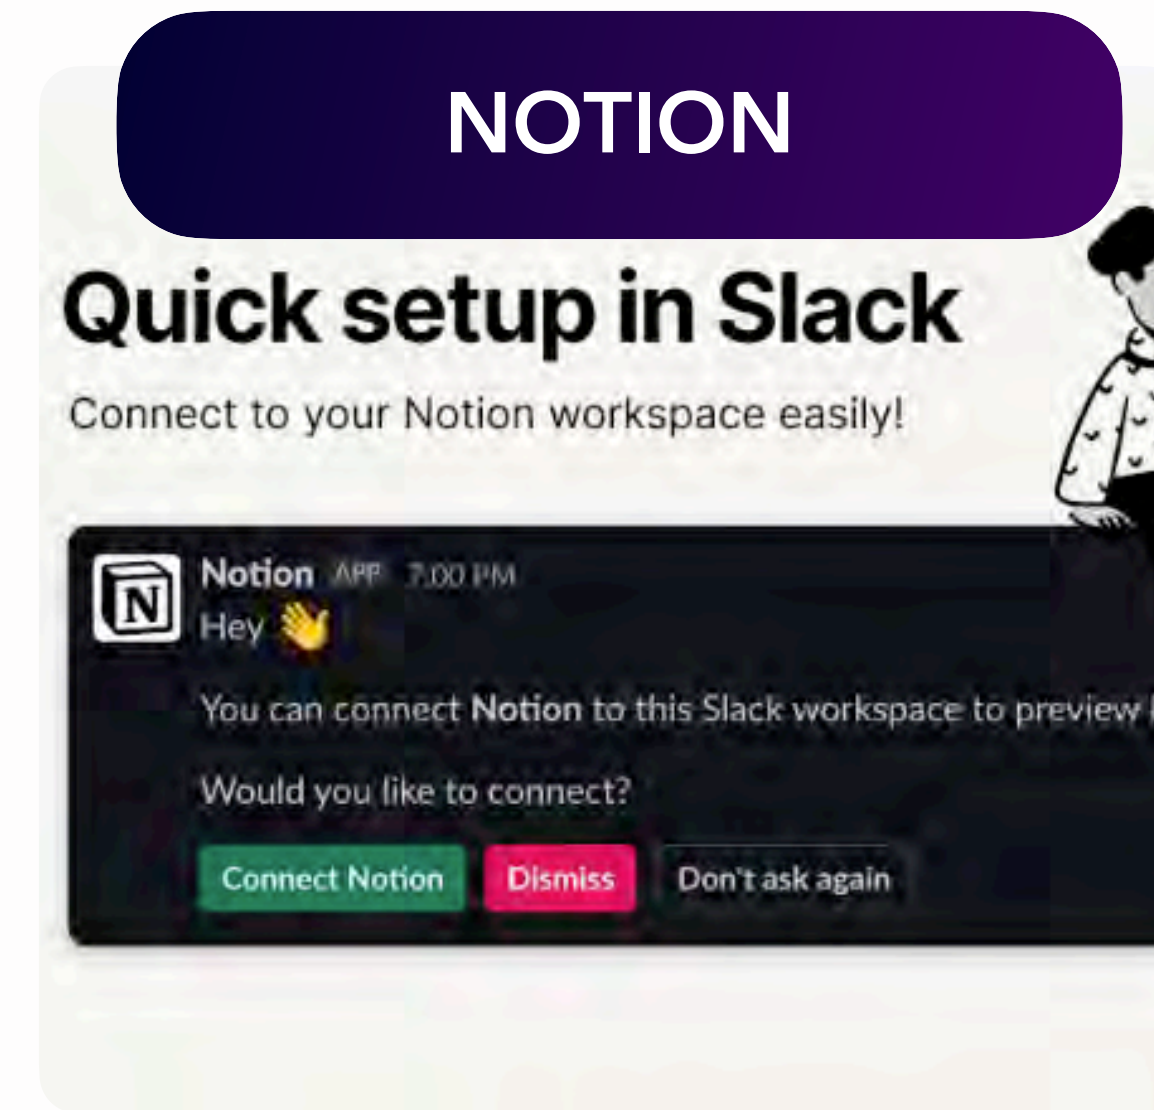 NOTION
Quick setup in Slack
Connect to your Notion workspace easily!
N
Notion APP 7:00 PM
Hey 👋
You can connect Notion to this Slack workspace to preview
Would you like to connect?
Connect Notion Dismiss Don't ask again